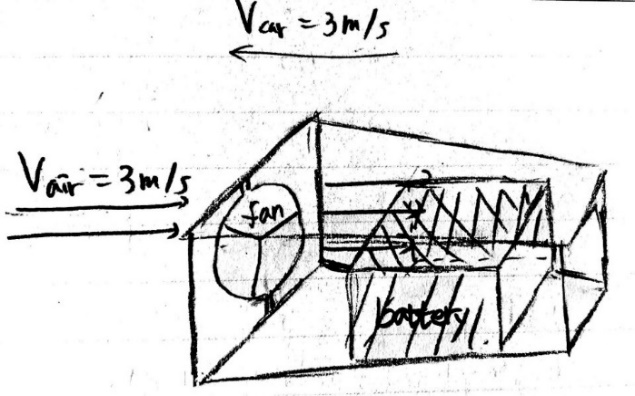 Vcar = 3m/s
Vair = 3m/s
fan
battery